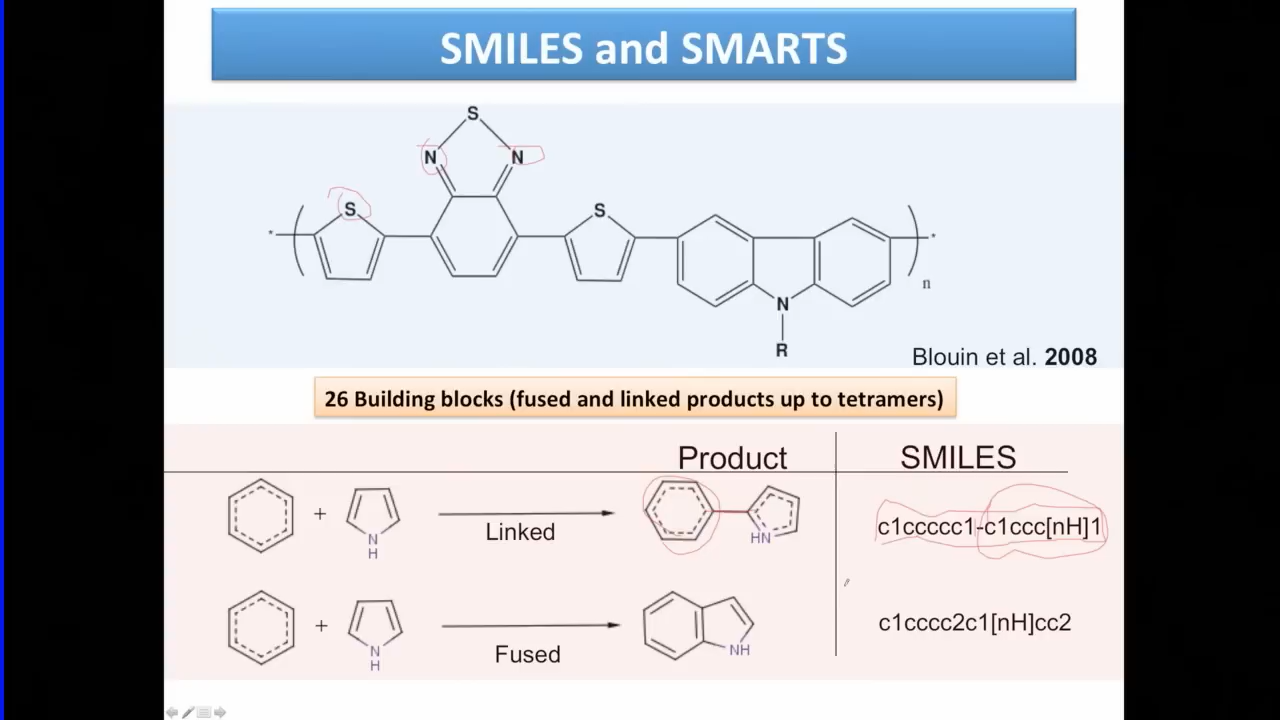 SMILES and SMARTS
S
N N
S S
* *
n
N
R
Blouin et al. 2008
26 Building blocks (fused and linked products up to tetramers)
Product SMILES
+ N H Linked HN c1ccccc1-c1ccc[nH]1
+ N H Fused NH c1cccc2c1[nH]cc2